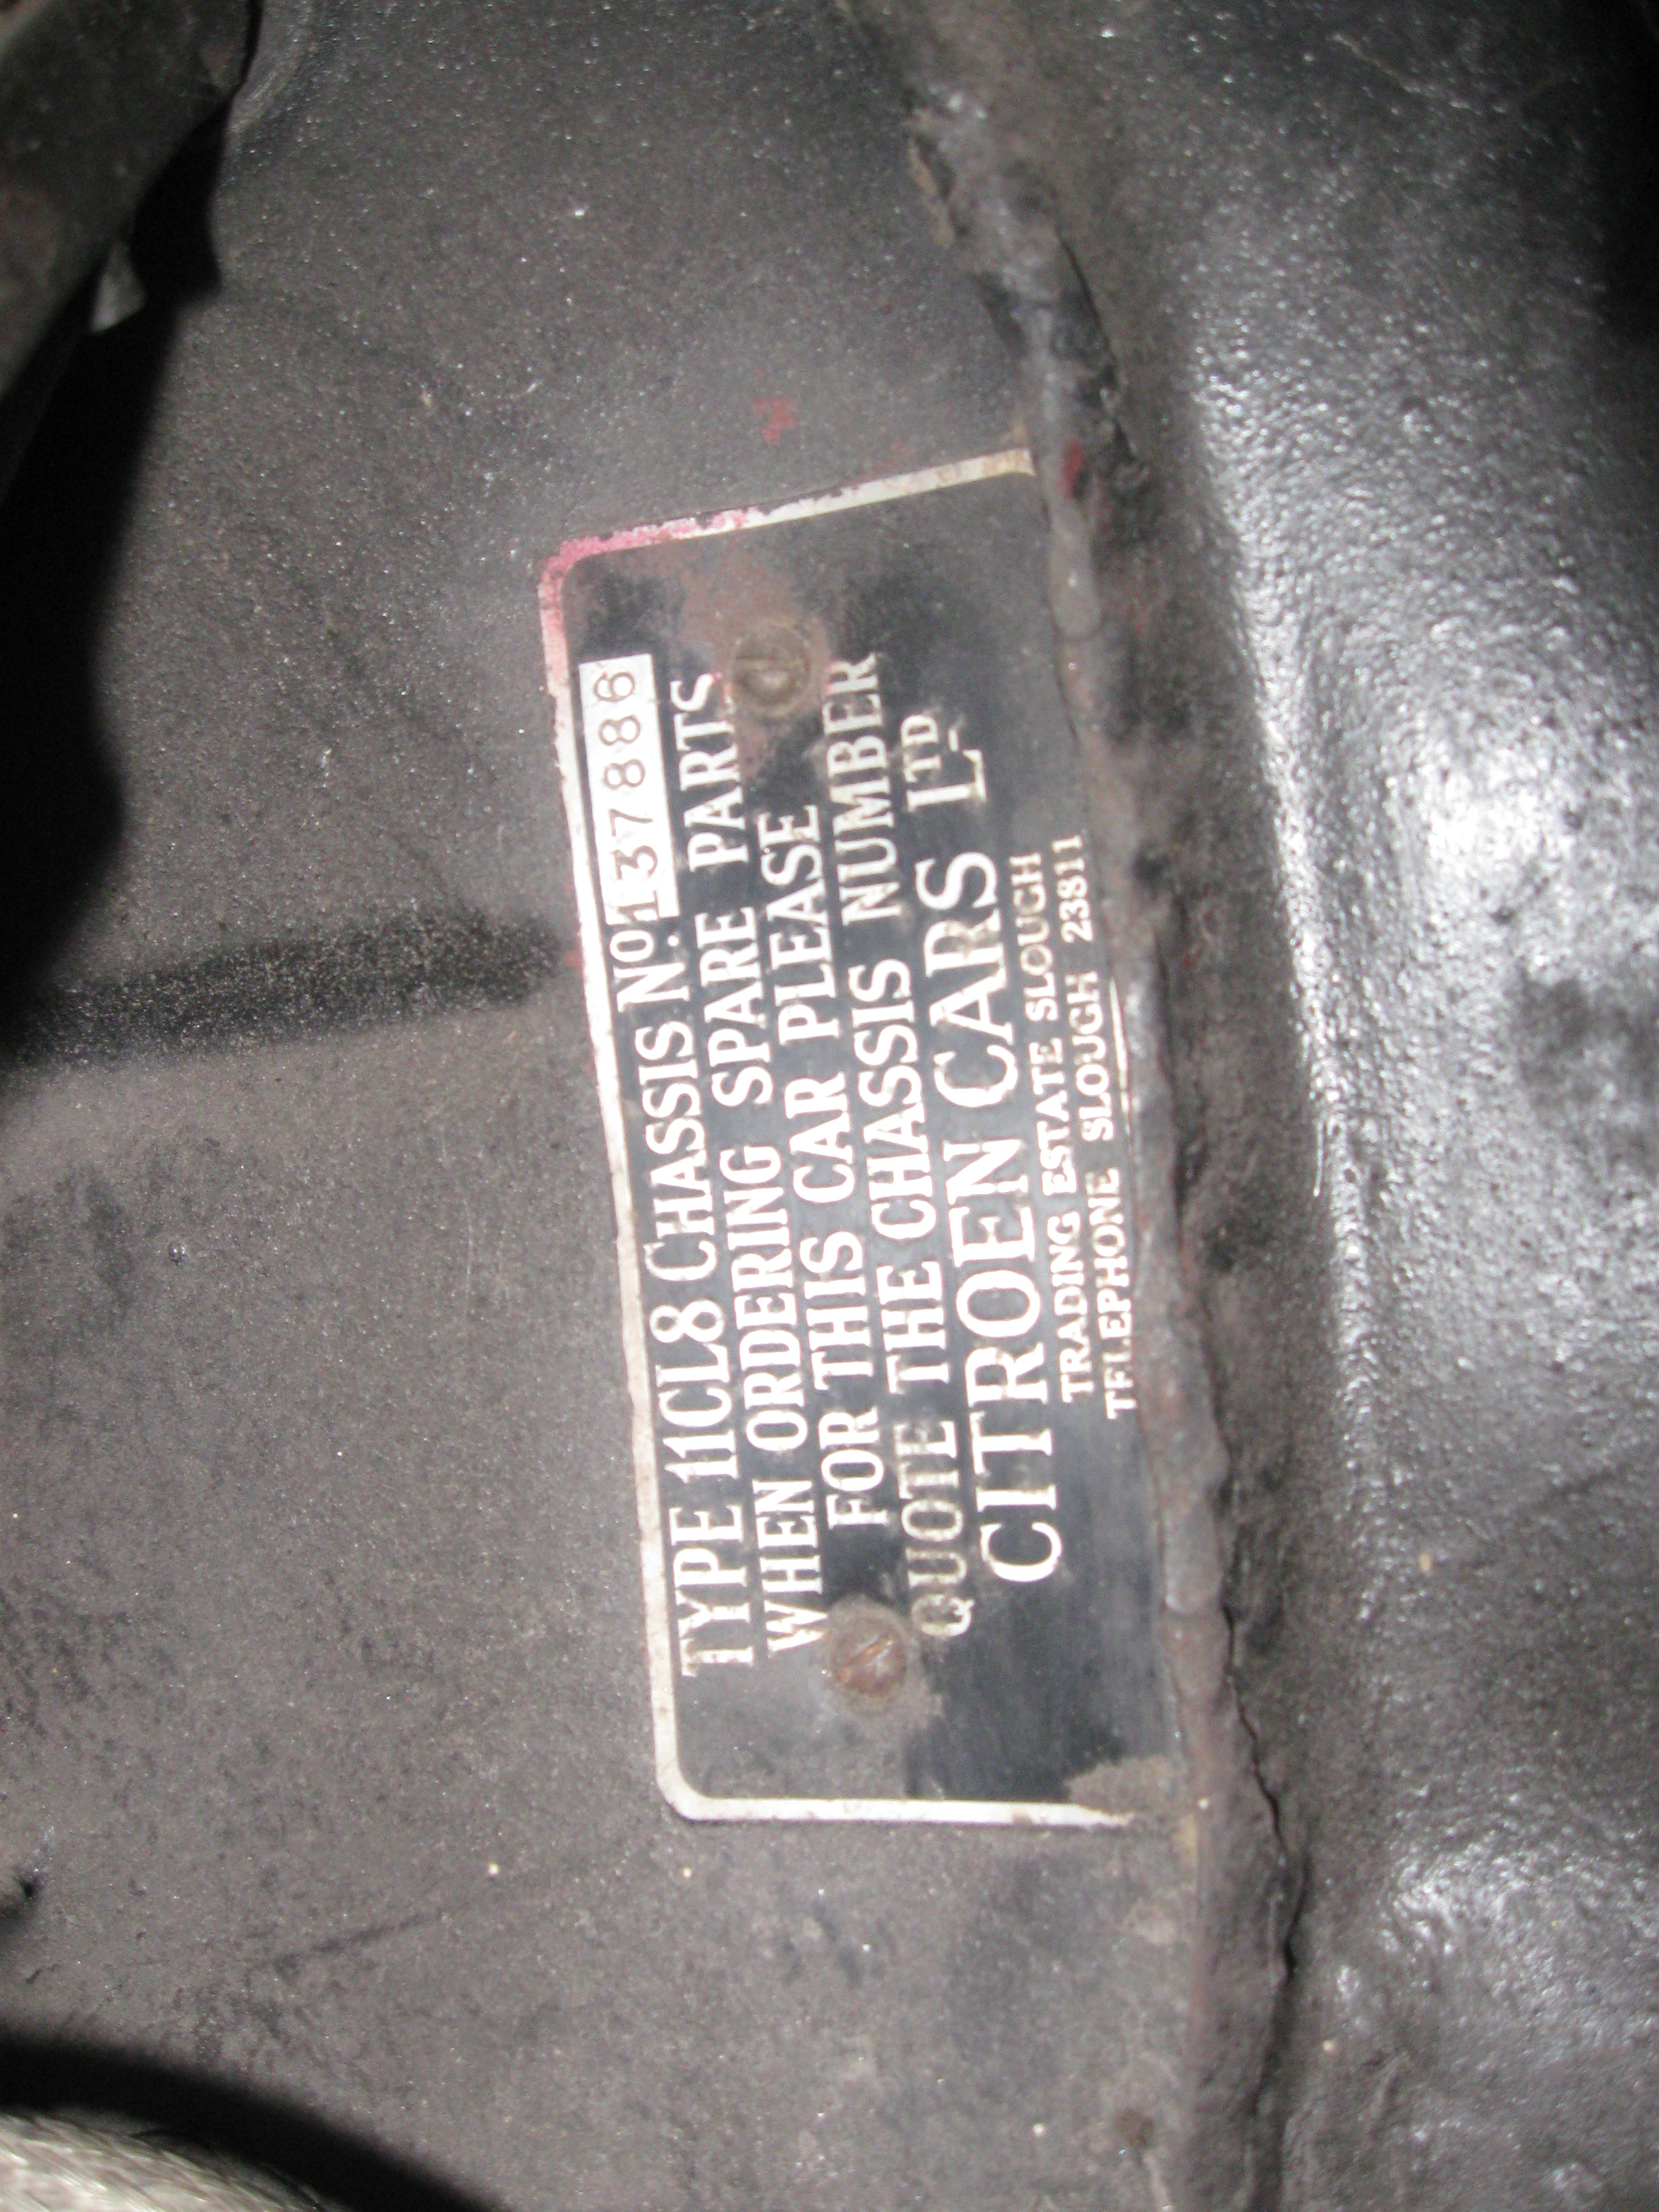 TYPE 11CL8 CHASSIS No. 137886
WHEN ORDERING SPARE PARTS
FOR THIS CAR PLEASE
QUOTE THE CHASSIS NUMBER
CITROEN CARS LTD
TRADING ESTATE SLOUGH
TELEPHONE SLOUGH 23811